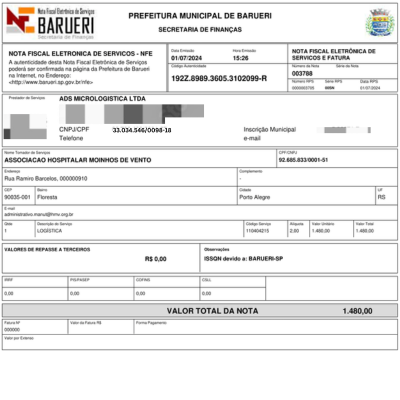 Nota Fiscal Eletrônica de Serviços
BARUERI
Secretaria de Finanças
PREFEITURA MUNICIPAL DE BARUERI
SECRETARIA DE FINANÇAS
NOTA FISCAL ELETRONICA DE SERVICOS - NFE
A autenticidade desta Nota Fiscal Eletrônica de Serviços
poderá ser confirmada na página da Prefeitura de Barueri
na Internet, no Endereço:
<http://www.barueri.sp.gov.br/nfe>
Data Emissão
Hora Emissão
01/07/2024
15:26
Código Autenticidade
192Z.8989.3605.3102099-R
NOTA FISCAL ELETRÔNICA DE
SERVIÇOS E FATURA
Número da Nota
Série da Nota
003788
Número RPS
Série RPS
Data RPS
01/07/2024
Prestador de Serviços
ADS MICROLOGISTICA LTDA
CNPJ/CPF
33.034.546/0098-18
Inscrição Municipal
Telefone
e-mail
Nome Tomador de Serviços
CPF/CNPJ
ASSOCIACAO HOSPITALAR MOINHOS DE VENTO
92.685.833/0001-51
Endereço
Complemento
Rua Ramiro Barcelos, 000000910
-
CEP
Bairro
Cidade
UF
90035-001
Floresta
Porto Alegre
RS
E-mail
administrativo.manut@hmv.org.br
Qtde
Descrição do Serviço
Código Serviço
Alíquota
Valor Unitário
Valor Total
1
LOGÍSTICA
110404215
2,00
1.480,00
1.480,00
VALORES DE REPASSE A TERCEIROS
R$ 0,00
Observações
ISSQN devido a: BARUERI-SP
IRRF
PIS/PASEP
COFINS
CSLL
0,00
0,00
0,00
0,00
VALOR TOTAL DA NOTA
1.480,00
Fatura Nº
Valor da Fatura R$
Forma Pagamento
000000
Valor por Extenso